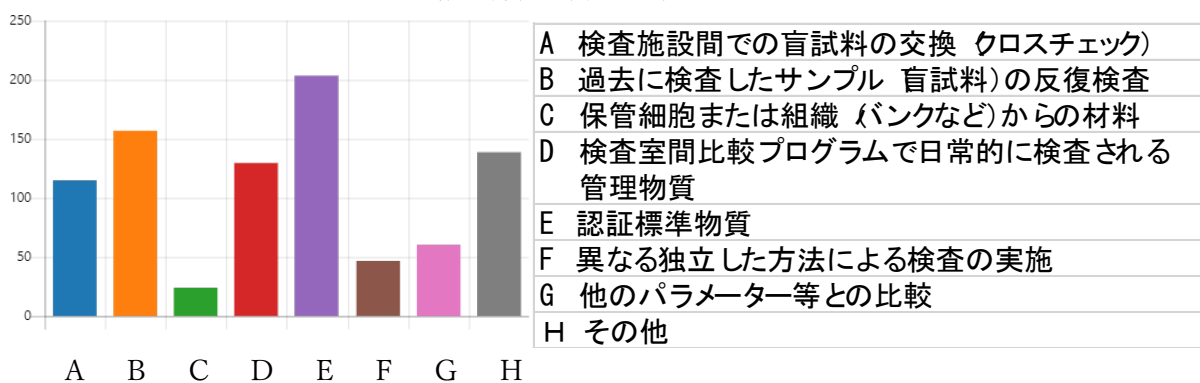 250
200
150
100
50
0
A B C D E F G H
A 検査施設間での盲試料の交換 (クロスチェック)
B 過去に検査したサンプル 盲試料)の反復検査
C 保管細胞または組織 (バンクなど)からの材料
D 検査室間比較プログラムで日常的に検査される
管理物質
E 認証標準物質
F 異なる独立した方法による検査の実施
G 他のパラメーター等との比較
H その他